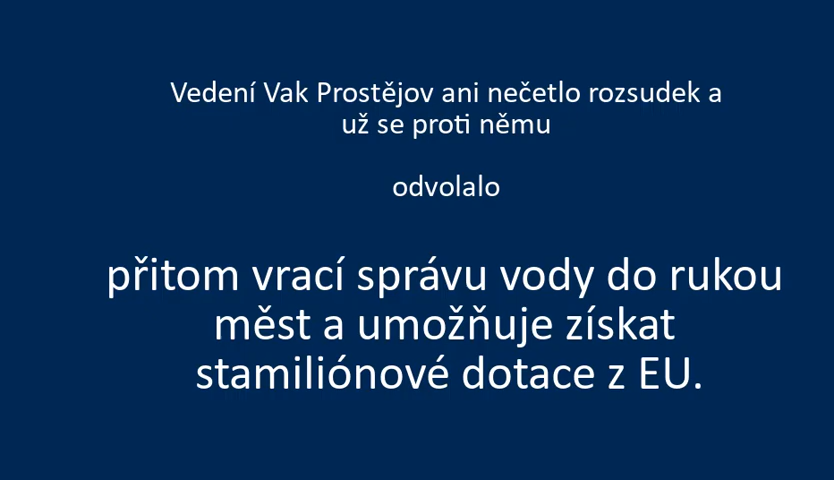 Vedení Vak Prostějov ani nečetlo rozsudek a
už se proti němu
odvolalo
přitom vrací správu vody do rukou
měst a umožňuje získat
stamiliónové dotace z EU.